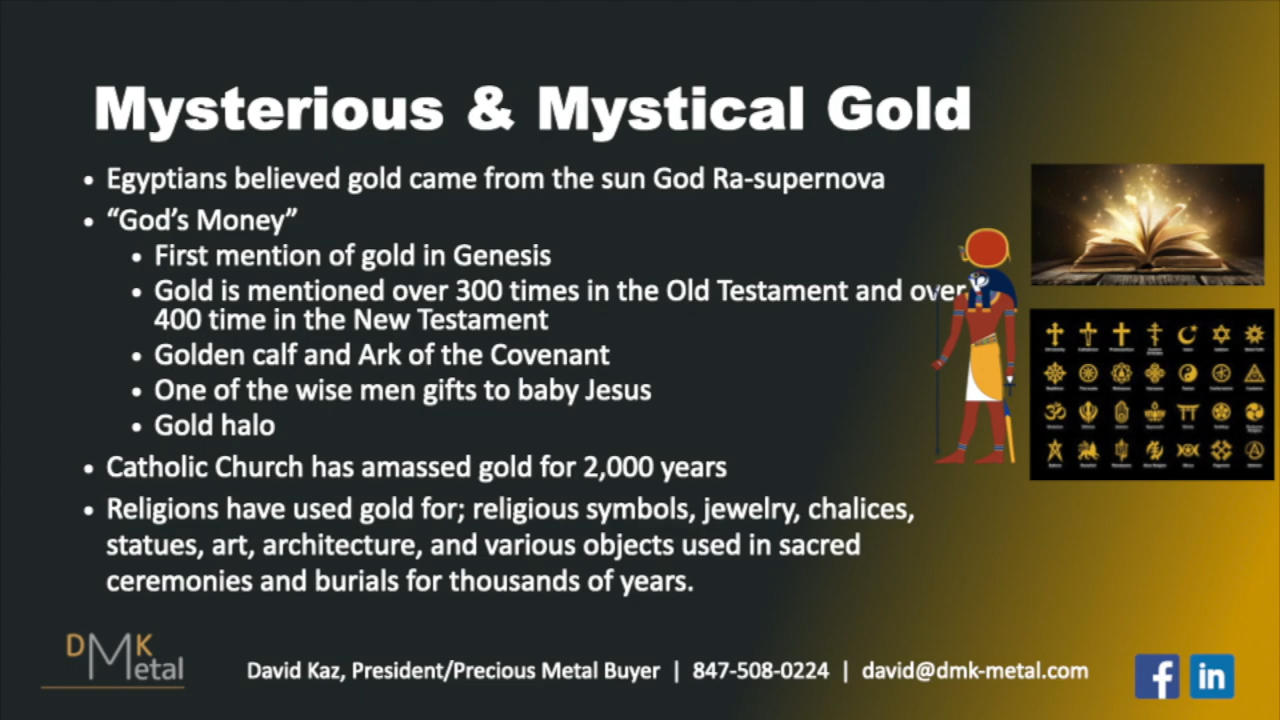 Mysterious & Mystical Gold
• Egyptians believed gold came from the sun God Ra-supernova
• “God’s Money”
• First mention of gold in Genesis
• Gold is mentioned over 300 times in the Old Testament and over
400 time in the New Testament
• Golden calf and Ark of the Covenant
• One of the wise men gifts to baby Jesus
• Gold halo
• Catholic Church has amassed gold for 2,000 years
• Religions have used gold for; religious symbols, jewelry, chalices,
statues, art, architecture, and various objects used in sacred
ceremonies and burials for thousands of years.
DMK
Metal
David Kaz, President/Precious Metal Buyer | 847-508-0224 | david@dmk-metal.com
f in